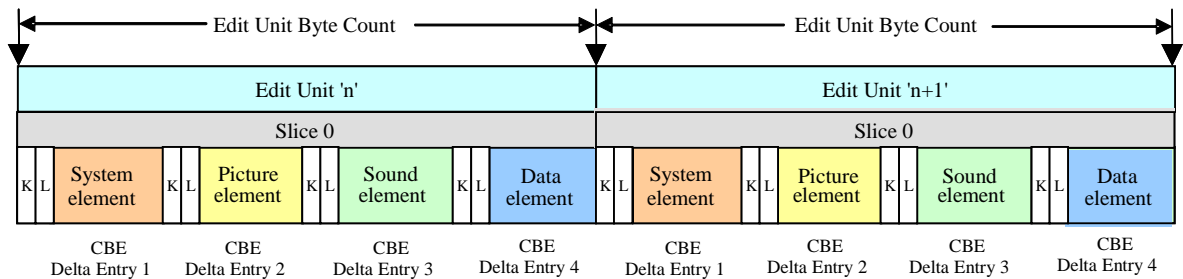 Edit Unit Byte Count Edit Unit Byte Count
Edit Unit 'n' Edit Unit 'n+1'
Slice 0 Slice 0
K L System element K L Picture element K L Sound element K L Data element K L System element K L Picture element K L Sound element K L Data element
CBE CBE CBE CBE CBE CBE CBE CBE
Delta Entry 1 Delta Entry 2 Delta Entry 3 Delta Entry 4 Delta Entry 1 Delta Entry 2 Delta Entry 3 Delta Entry 4